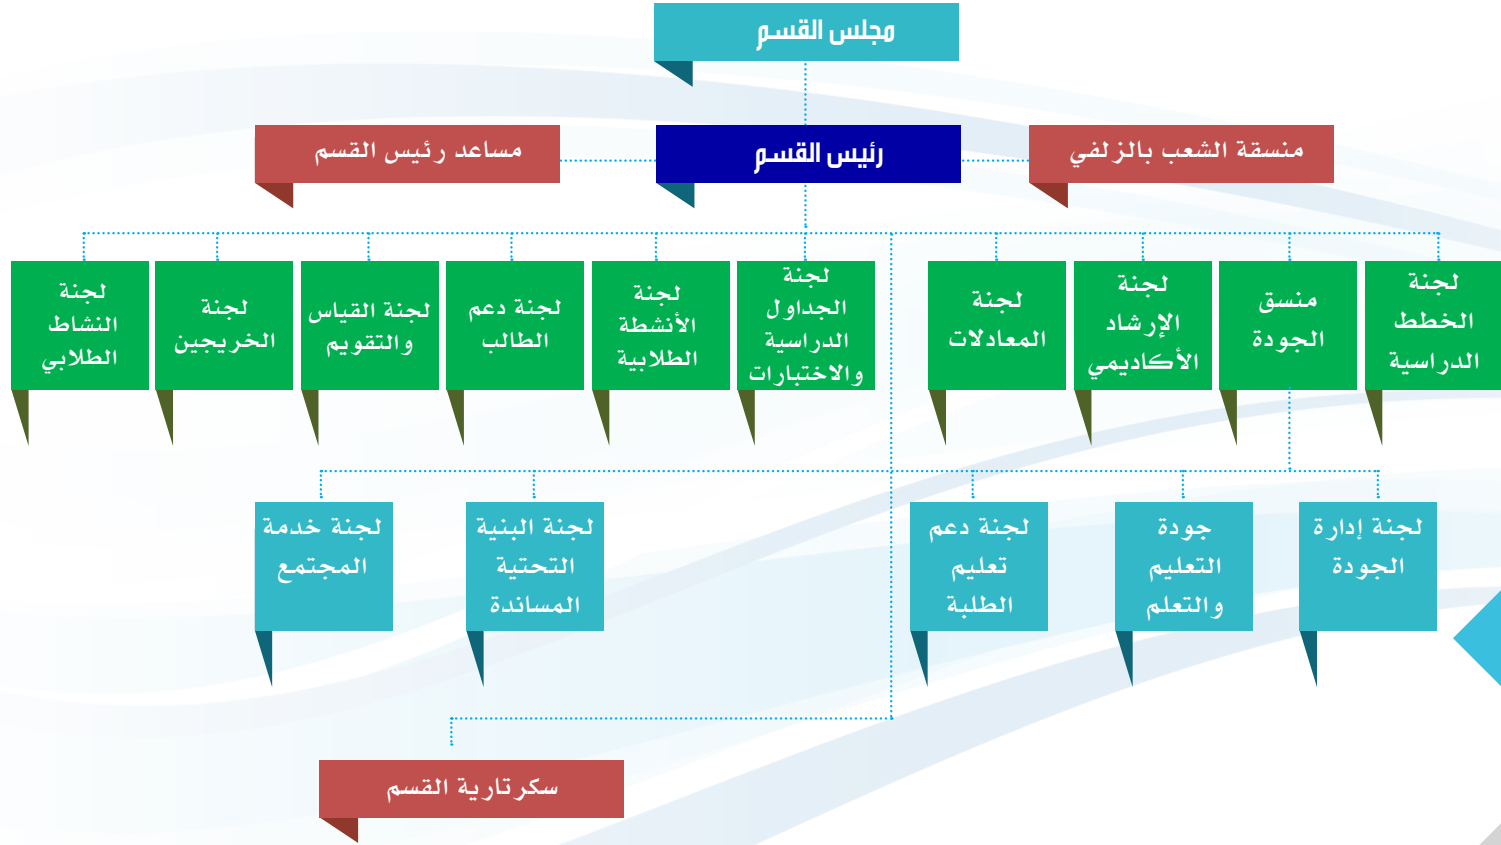 مجلس القسم
منسقة الشعب بالزلفي
رئيس القسم
مساعد رئيس القسم
لجنة
الخطط
الدراسية
منسق
الجودة
لجنة
الإرشاد
الأكاديمي
لجنة
المعادلات
لجنة
الجداول
الدراسية
والاختبارات
لجنة
الأنشطة
الطلابية
لجنة دعم
الطالب
لجنة القياس
والتقويم
لجنة
الخريجين
لجنة
النشاط
الطلابي
لجنة إدارة
الجودة
جودة
التعليم
والتعلم
لجنة دعم
تعليم
الطلبة
لجنة البنية
التحتية
المساندة
لجنة خدمة
المجتمع
سكرتارية القسم